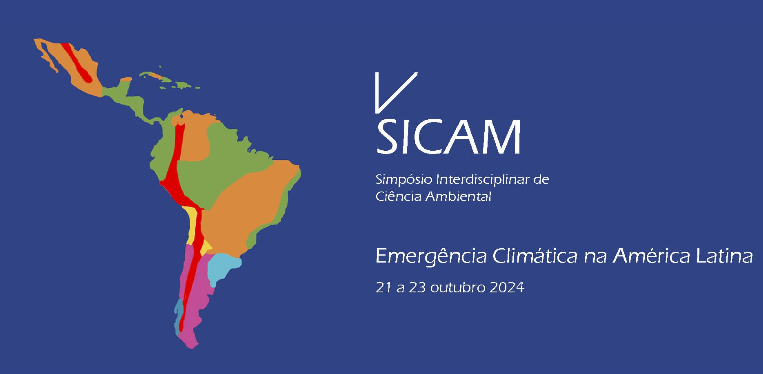 V
SICAM
Simpósio Interdisciplinar de
Ciência Ambiental
Emergência Climática na América Latina
21 a 23 outubro 2024